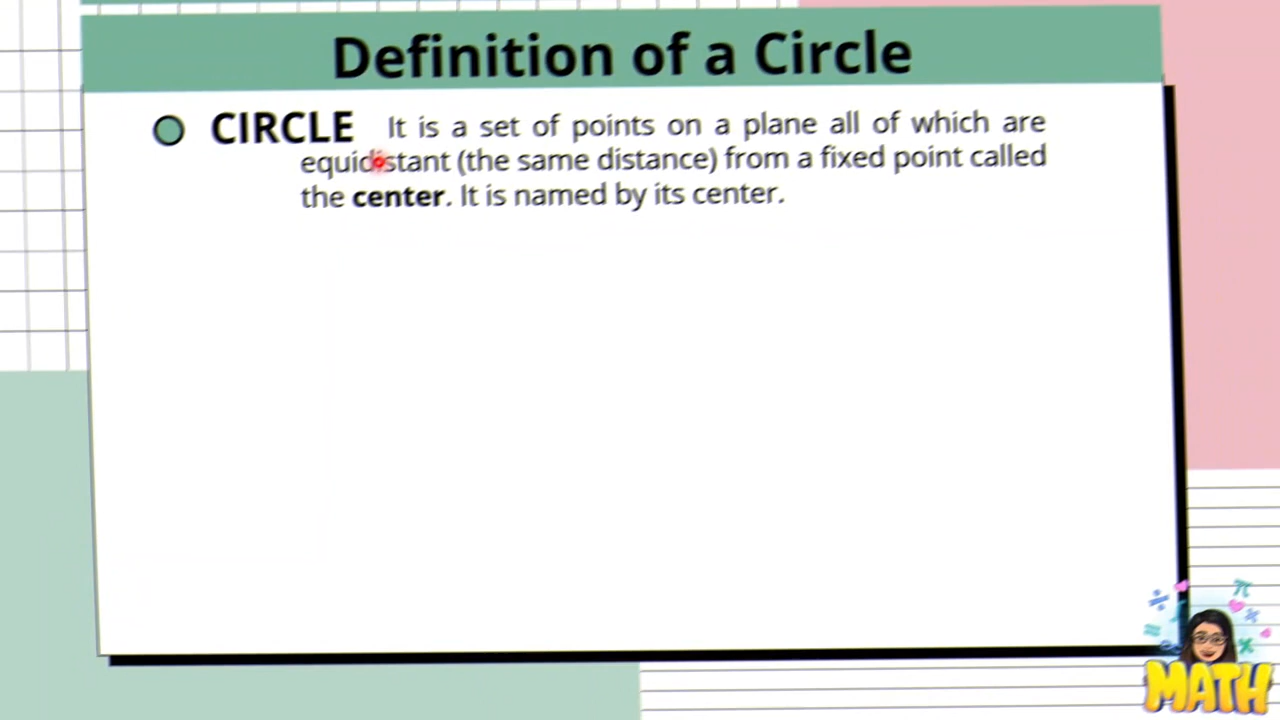 Definition of a Circle
CIRCLE It is a set of points on a plane all of which are
equidistant (the same distance) from a fixed point called
the center. It is named by its center.
MATH